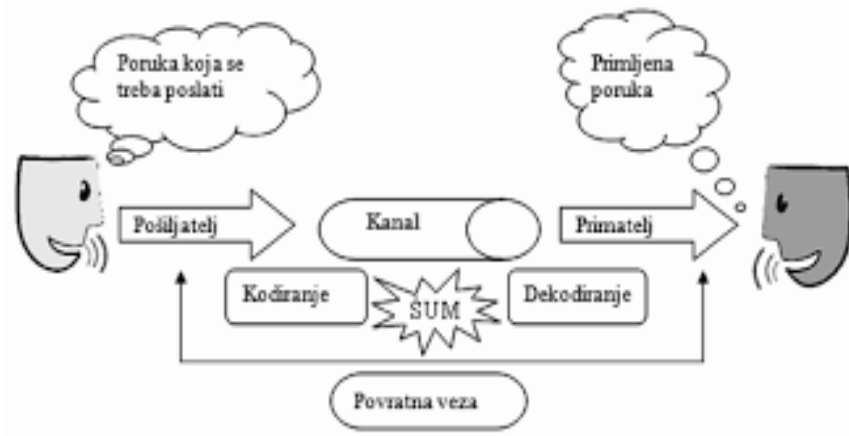 Poruka koja se
treba poslati
Primljena
poruka
Pošiljatelj
Kanal
Primatelj
Kodiranje
SUM
Dekodiranje
Povratna veza